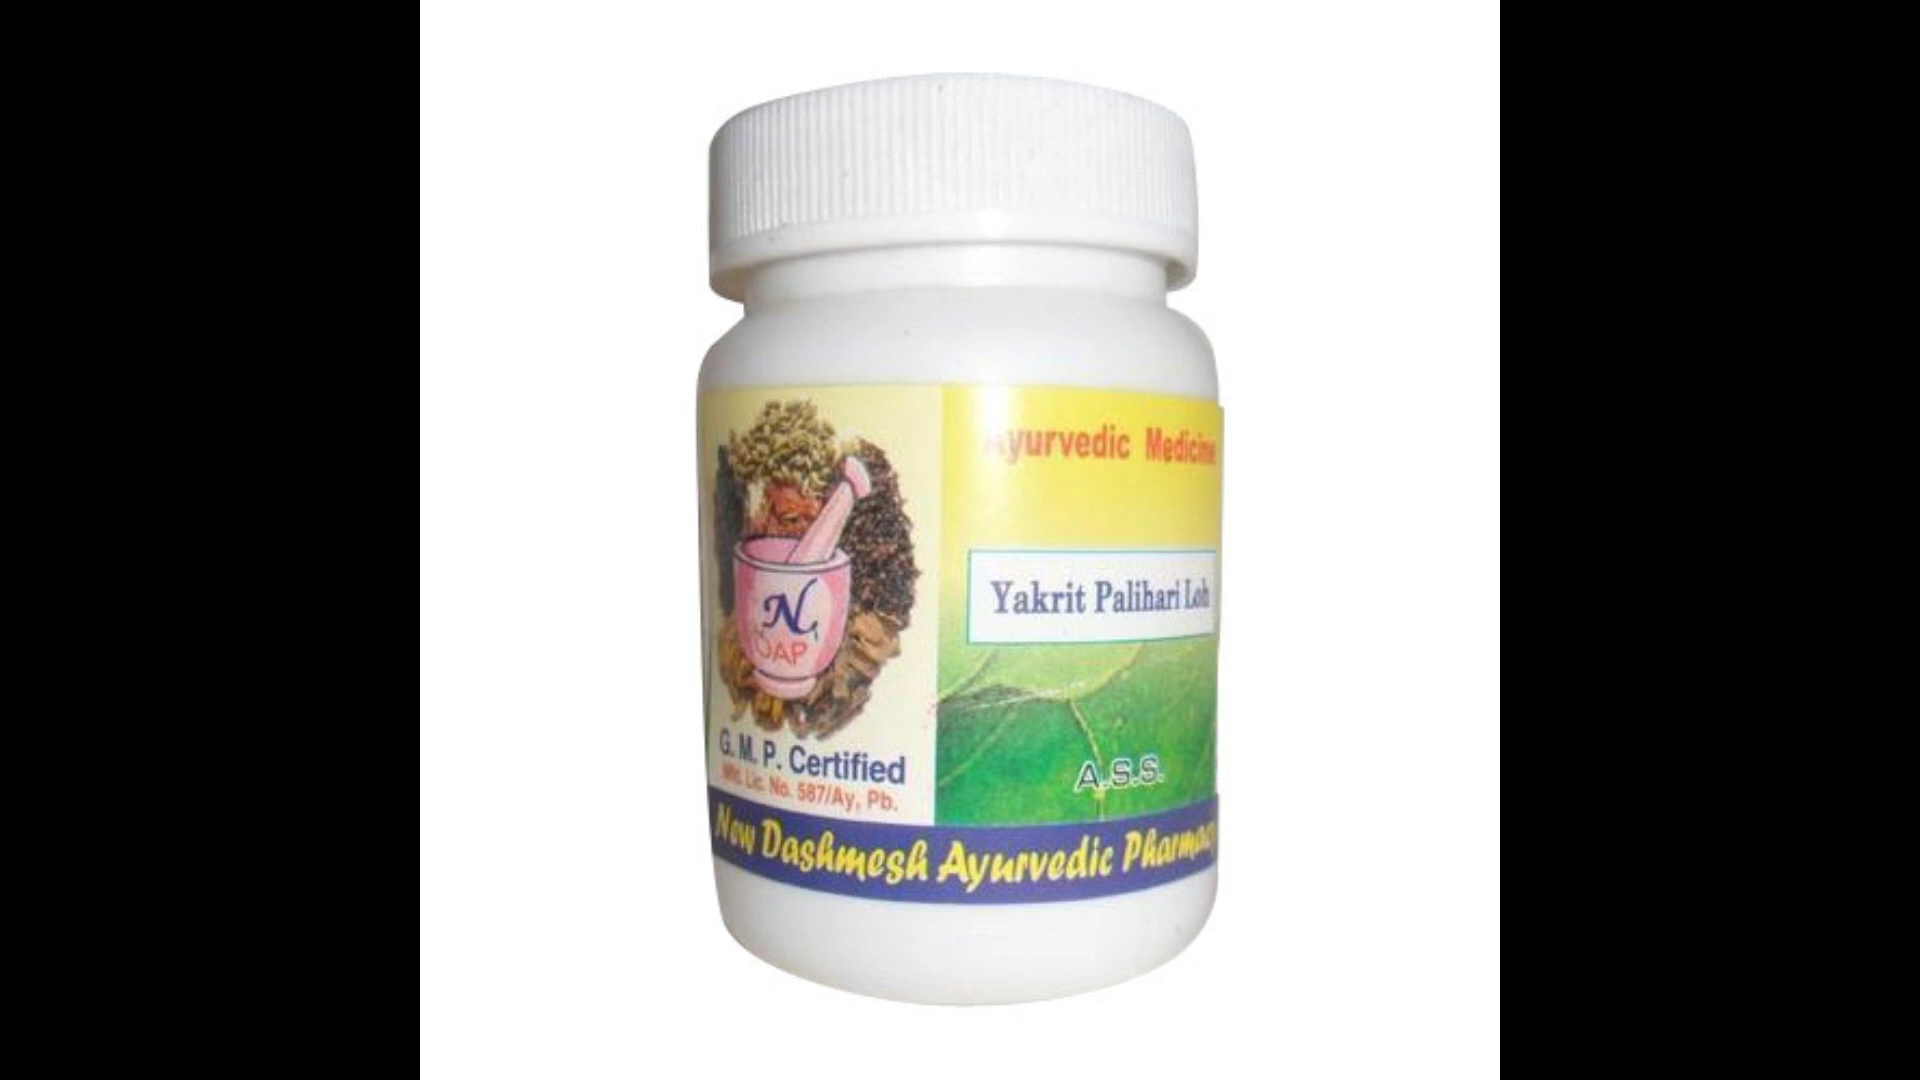 Ayurvedic Medicine
Yakrit Palihari Loh
N
DAP
G. M. P. Certified
Mfd. Lic. No. 587/Ay, Pb.
A.S.S.
New Dashmesh Ayurvedic Pharmacy